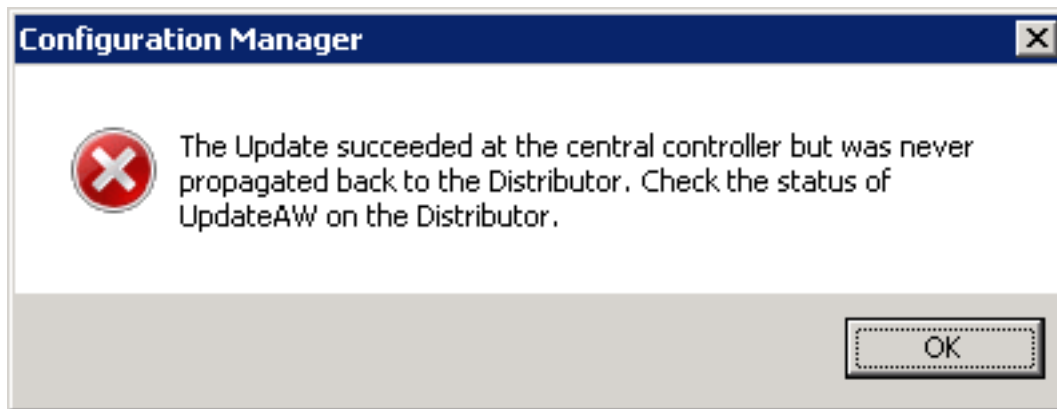 Configuration Manager
The Update succeeded at the central controller but was never
propagated back to the Distributor. Check the status of
UpdateAW on the Distributor.
OK